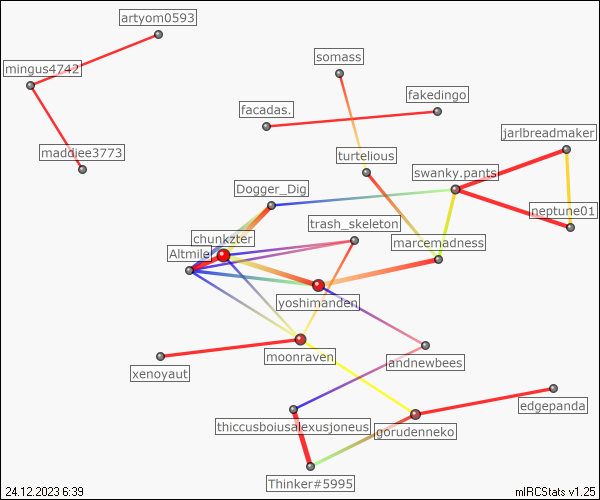 artyom0593
mingus4742
somass
fakedingo
facadas.
jarlbreadmaker
maddiee3773
turtelious
swanky.pants
Dogger_Dig
neptune01
trash_skeleton
chunkzter
marcemadness
Altmile
yoshimanden
moonraven
andnewbees
xenoyaut
edgepanda
thiccusboiusalexusjoneus
gorudenneko
Thinker#5995
24.12.2023 6:39
mIRCStats v1.25